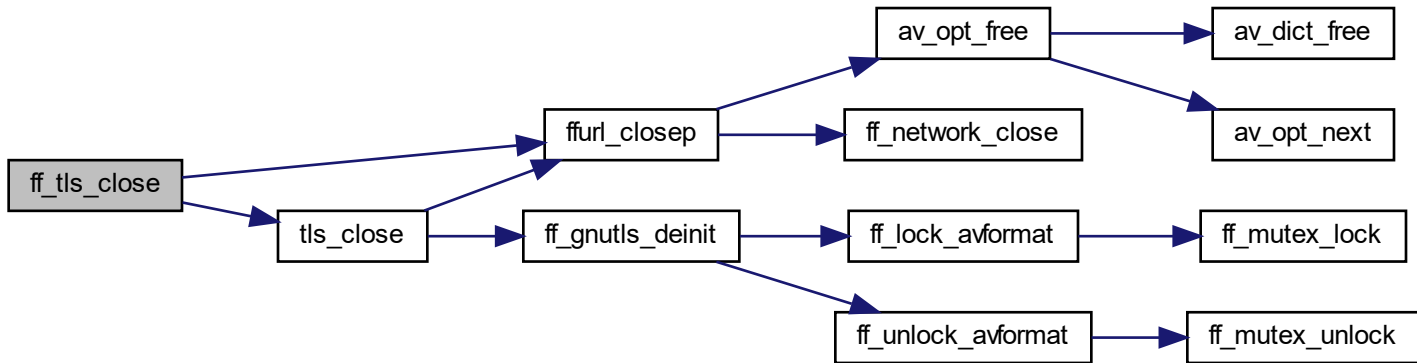 av_opt_free
av_dict_free
ffurl_closep
ff_network_close
av_opt_next
ff_tls_close
tls_close
ff_gnutls_deinit
ff_lock_avformat
ff_mutex_lock
ff_unlock_avformat
ff_mutex_unlock